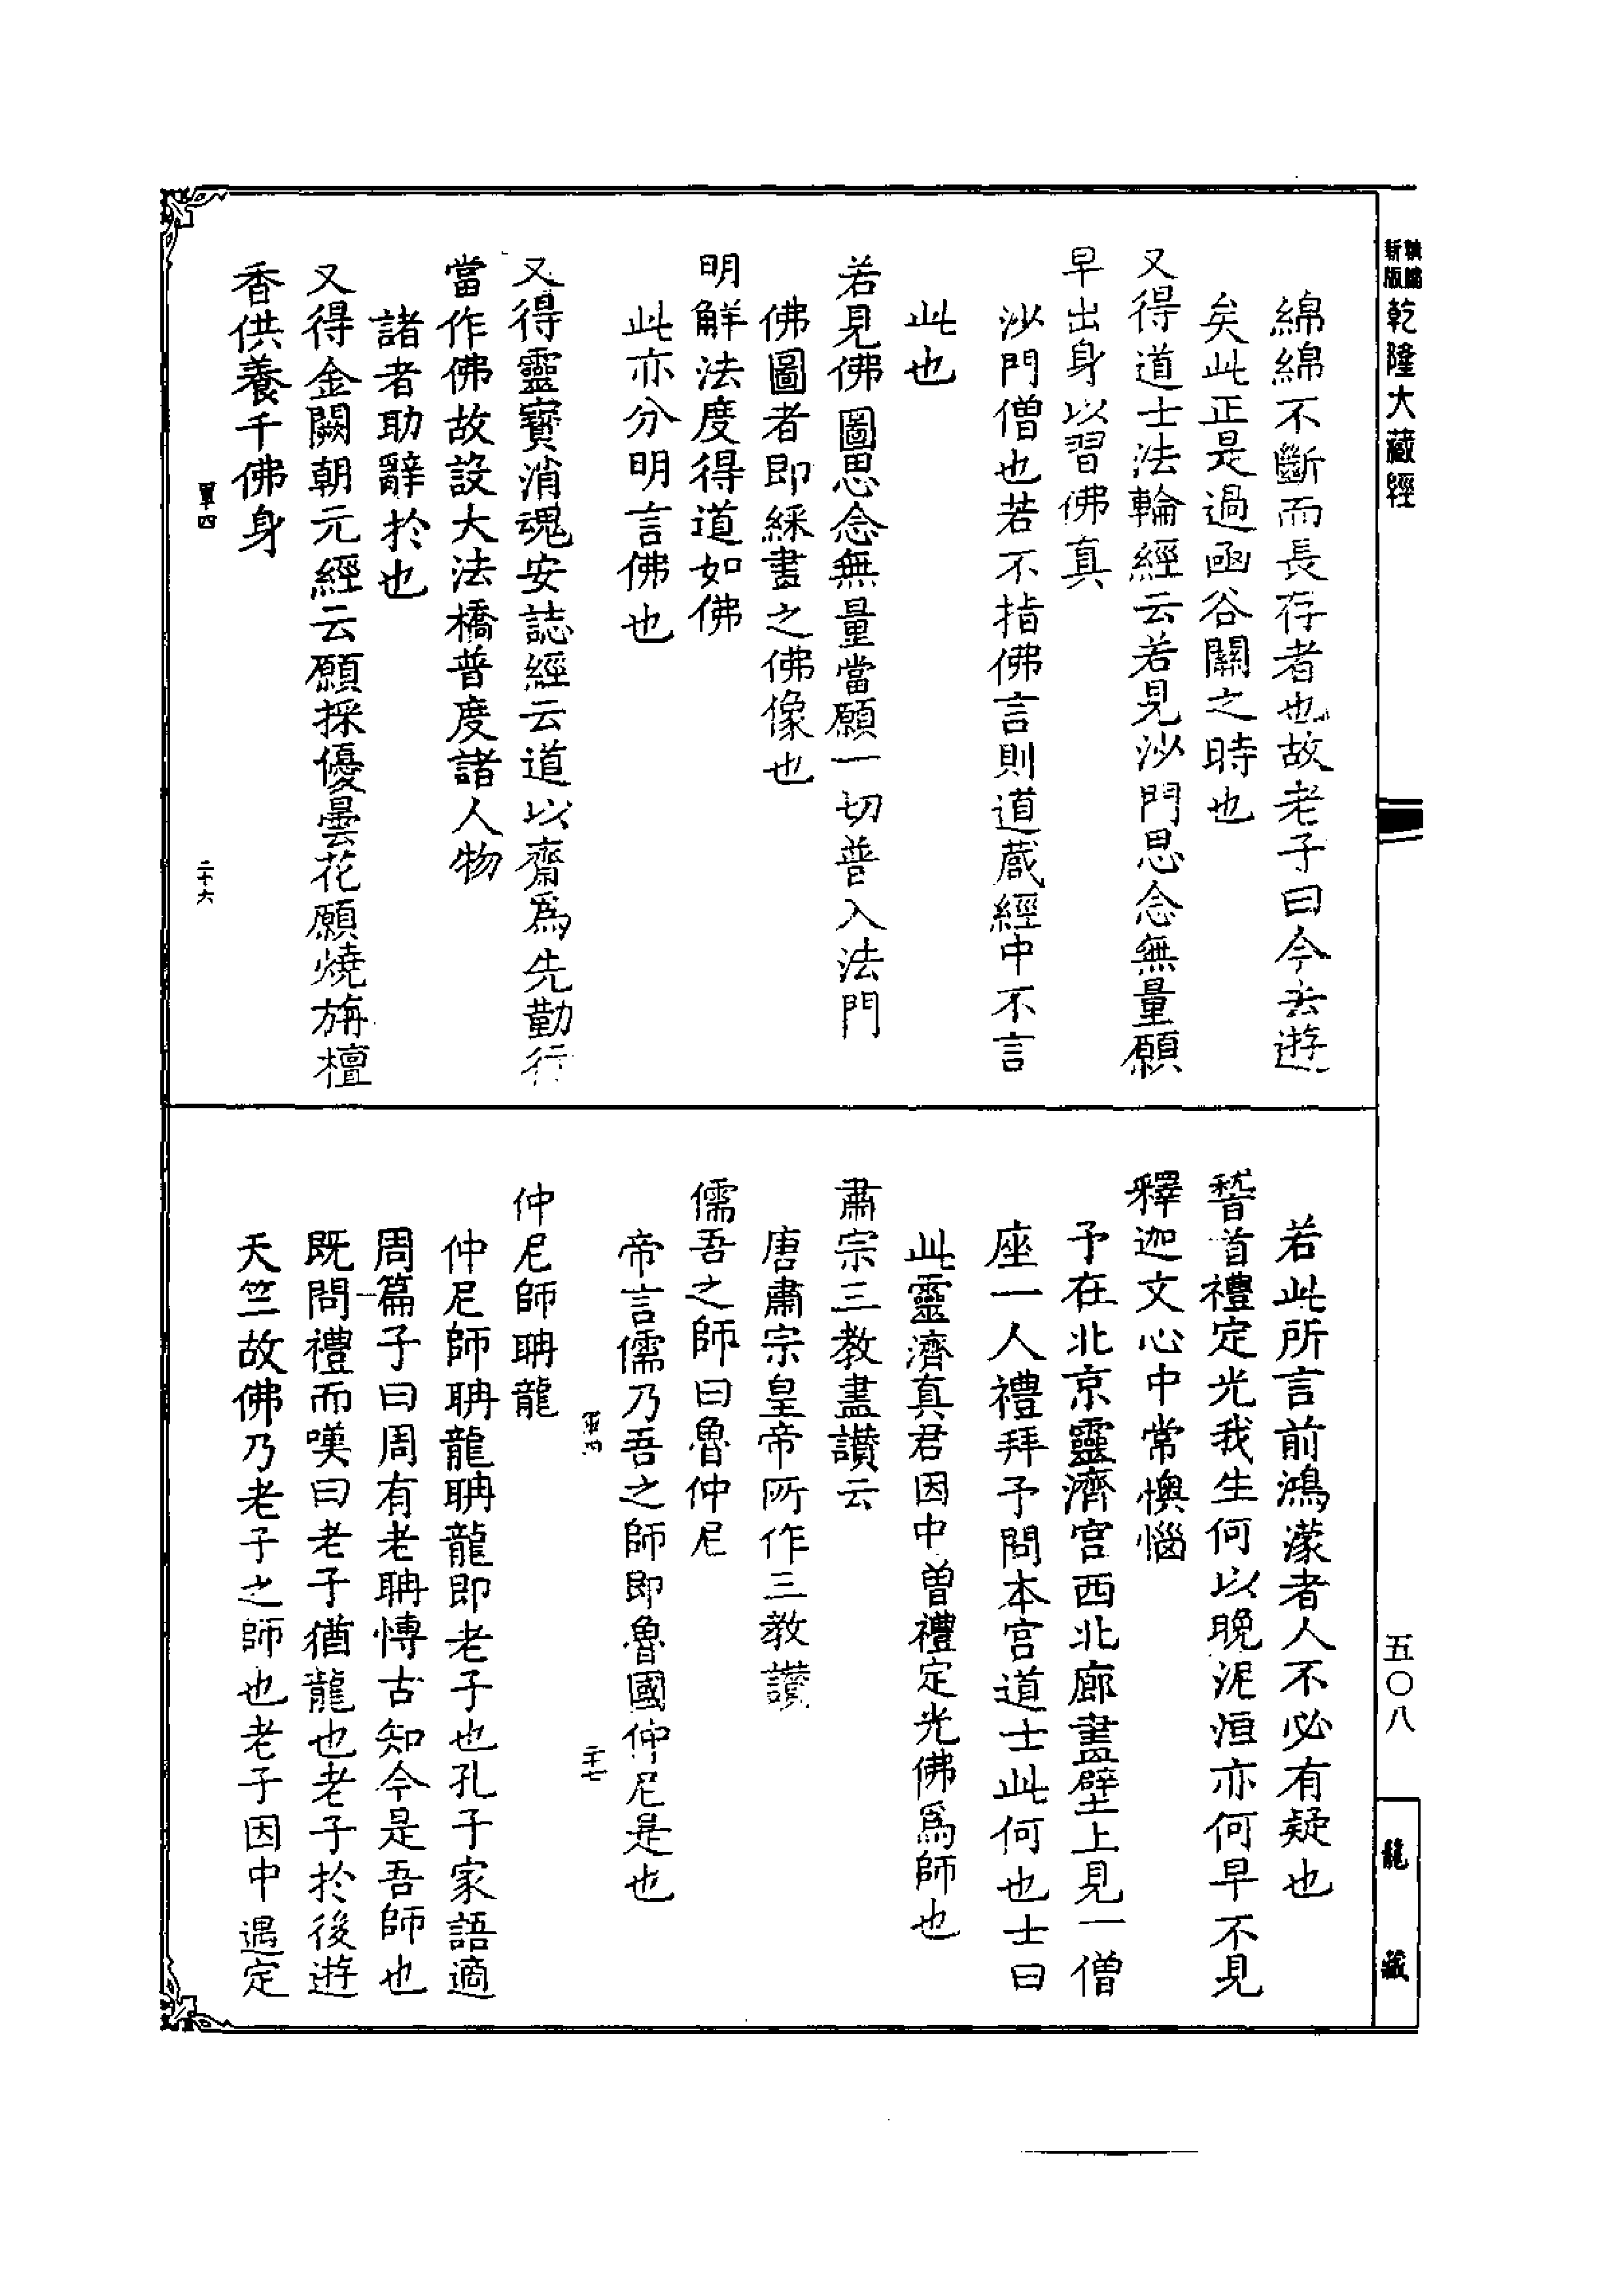 精編
新版
乾隆大藏經
綿綿不斷而長存者也故老子曰今去遊
矣此正是過函谷關之時也
又得道士法輪經云若見沙門思念無量願
早出身以習佛真
沙門僧也若不指佛言則道藏經中不言
此也
若見佛圖思念無量當願一切普入法門
佛圖者即綵畫之佛像也
明解法度得道如佛
此亦分明言佛也
又得靈寳消魂安誌經云道以齋爲先勤行
當作佛故設大法橋普度諸人物
諸者助辭於也
又得金闕朝元經云願採優曇花願燒旃檀
香供養千佛身
軍四
二十六
若此所言前鴻濛者人不必有疑也
稽首禮定光我生何以晚泥洹亦何早不見
釋迦文心中常懊惱
予在北京靈濟宮西北廊畫壁上見一僧
座一人禮拜予問本宮道士此何也士曰
此靈濟真君因中曽禮定光佛爲師也
肅宗三教畫讃云
唐肅宗皇帝所作三教讃
儒吾之師曰魯仲尼
帝言儒乃吾之師即魯國仲尼是也
軍四
二十七
仲尼師聃龍
仲尼師聃龍聃龍即老子也孔子家語適
周篇子曰周有老聃慱古知今是吾師也
既問禮而嘆曰老子猶龍也老子於後遊
天竺故佛乃老子之師也老子因中遇定
五〇八
龍藏